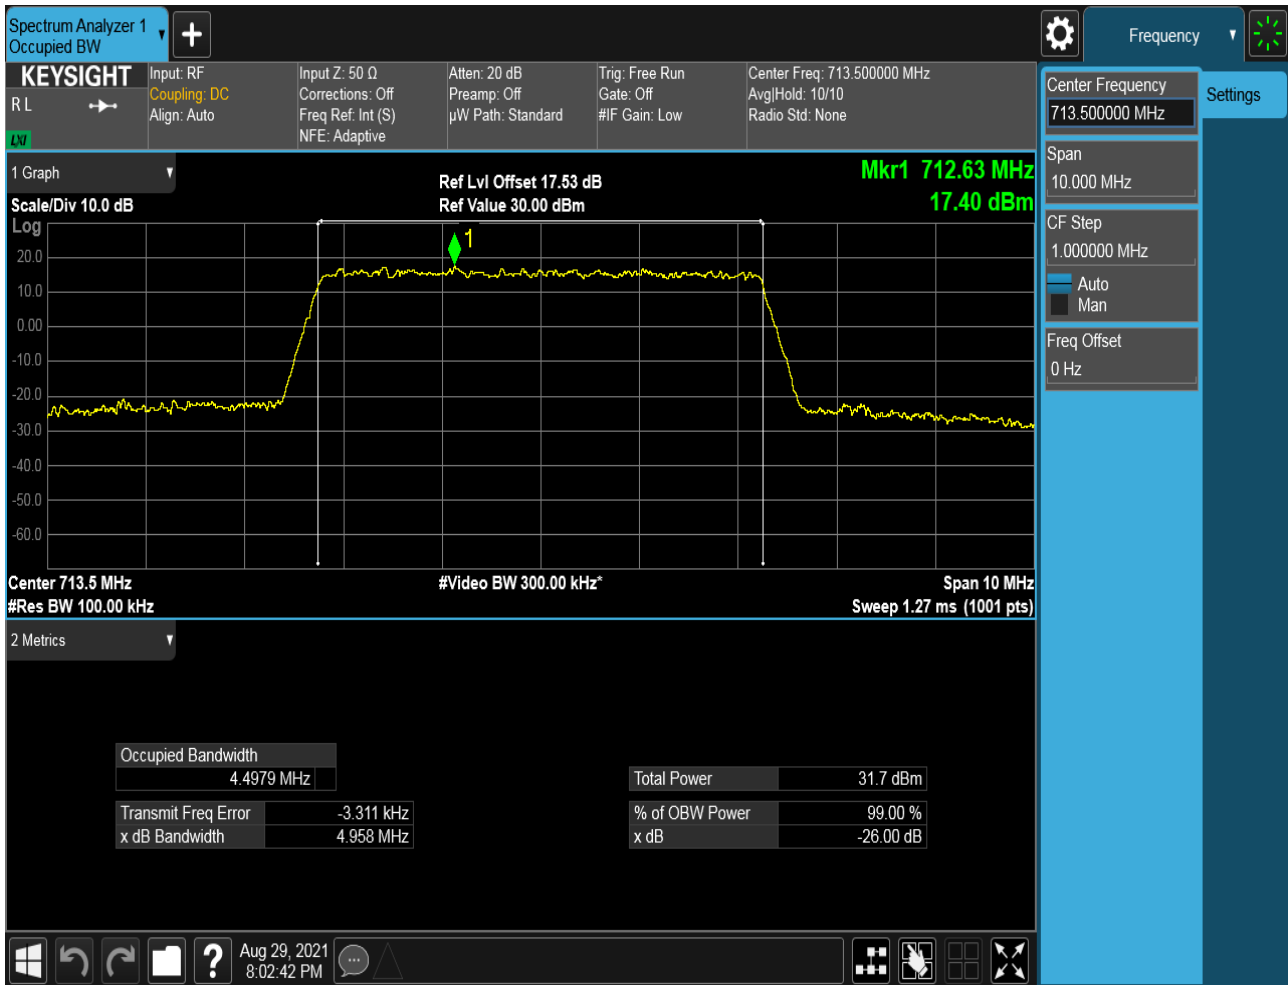 Spectrum Analyzer 1
Occupied BW
Frequency
KEYSIGHT
R L
LXI
Input: RF
Coupling: DC
Align: Auto
Input Z: 50 Ω
Corrections: Off
Freq Ref: Int (S)
NFE: Adaptive
Atten: 20 dB
Preamp: Off
µW Path: Standard
Trig: Free Run
Gate: Off
#IF Gain: Low
Center Freq: 713.500000 MHz
Avg|Hold: 10/10
Radio Std: None
Center Frequency
713.500000 MHz
Settings
Span
10.000 MHz
CF Step
1.000000 MHz
Auto
Man
Freq Offset
0 Hz
1 Graph
Scale/Div 10.0 dB
Log
Ref Lvl Offset 17.53 dB
Ref Value 30.00 dBm
Mkr1 712.63 MHz
17.40 dBm
1
20.0
10.0
0.00
-10.0
-20.0
-30.0
-40.0
-50.0
-60.0
Center 713.5 MHz
#Video BW 300.00 kHz*
Span 10 MHz
#Res BW 100.00 kHz
Sweep 1.27 ms (1001 pts)
2 Metrics
Occupied Bandwidth
4.4979 MHz
Total Power 31.7 dBm
Transmit Freq Error -3.311 kHz
% of OBW Power 99.00 %
x dB Bandwidth 4.958 MHz
x dB -26.00 dB
?
Aug 29, 2021
8:02:42 PM